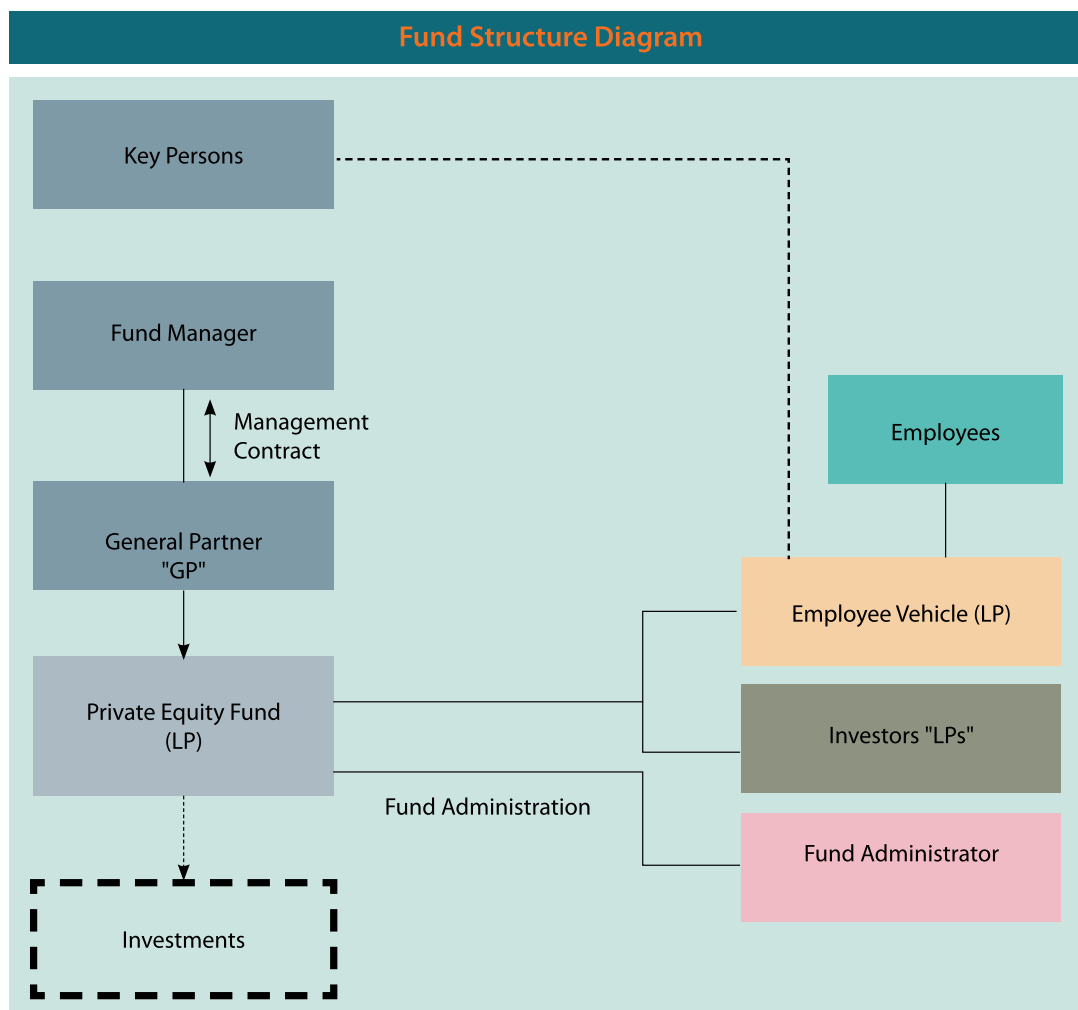 Fund Structure Diagram
Key Persons
Fund Manager
Management
Contract
Employees
General Partner
"GP"
Employee Vehicle (LP)
Private Equity Fund
(LP)
Investors "LPs"
Fund Administration
Fund Administrator
Investments